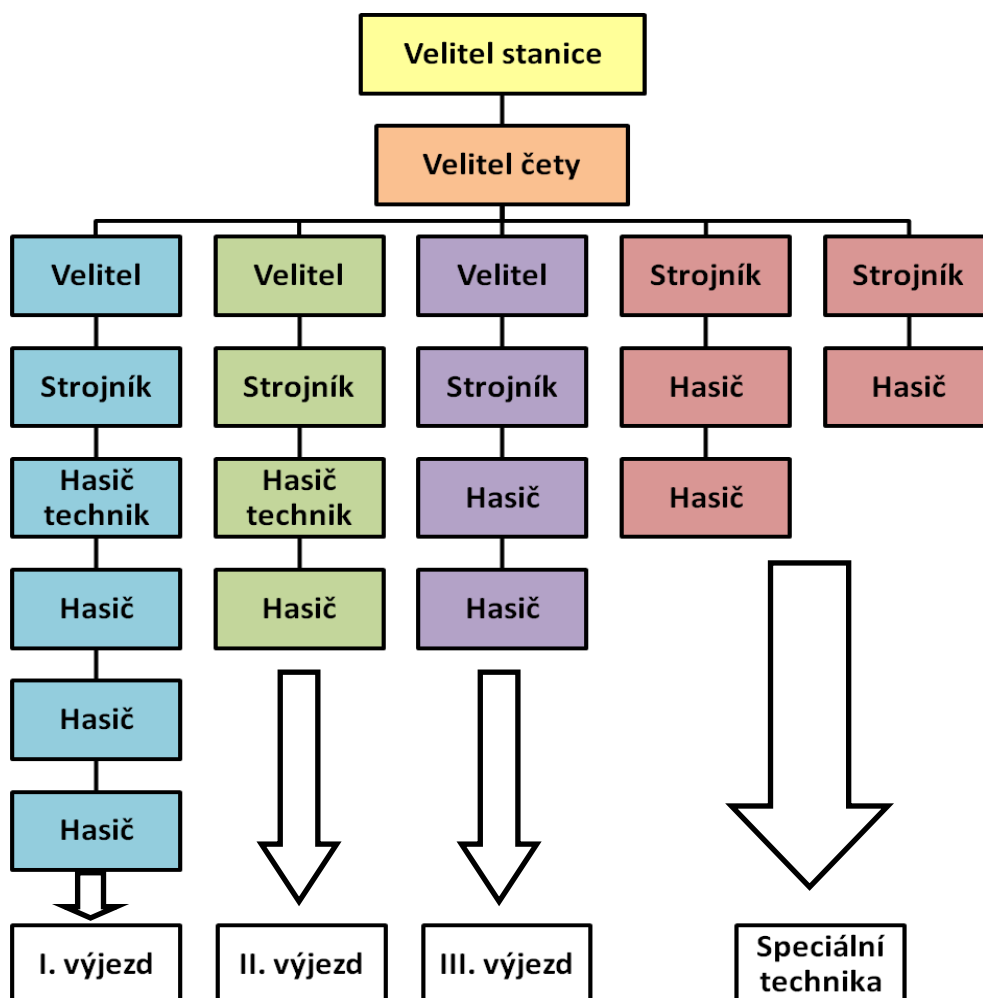 Velitel stanice
Velitel čety
Velitel
Velitel
Velitel
Strojník
Strojník
Strojník
Strojník
Strojník
Hasič
Hasič
Hasič
technik
Hasič
technik
Hasič
Hasič
Hasič
Hasič
Hasič
Hasič
Hasič
I. výjezd
II. výjezd
III. výjezd
Speciální
technika